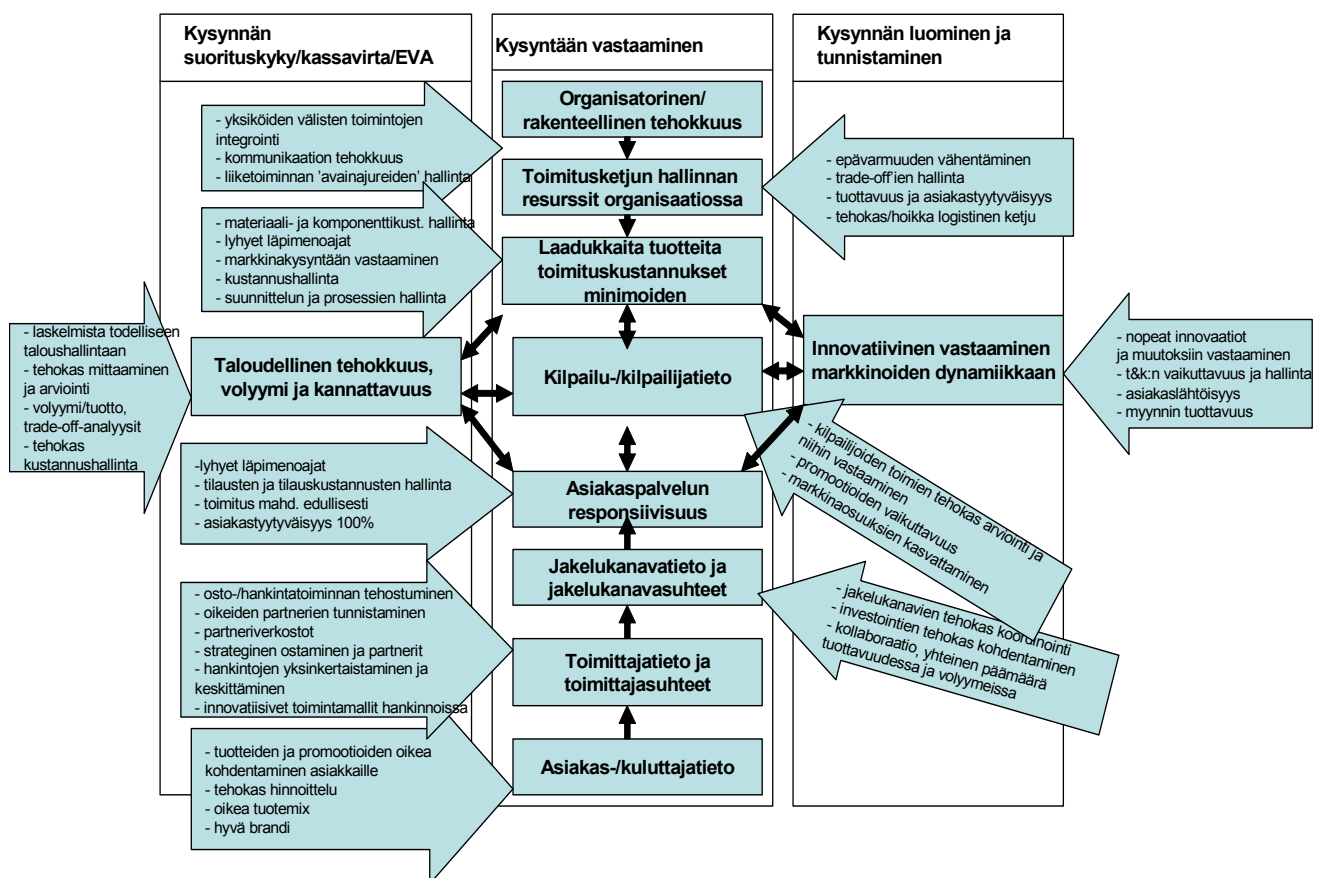 Kysynnän
suorituskyky/kassavirta/EVA
Kysyntään vastaaminen
Kysynnän luominen ja
tunnistaminen
- yksiköiden välisten toimintojen
integrointi
- kommunikaation tehokkuus
- liiketoiminnan 'avainajureiden' hallinta
- materiaali- ja komponenttikust. hallinta
- lyhyet läpimenoajat
- markkinakysyntään vastaaminen
- kustannushallinta
- suunnittelun ja prosessien hallinta
- laskelmista todelliseen
taloushallintaan
- tehokas mittaaminen
ja arviointi
- volyymi/tuotto,
trade-off-analyysit
- tehokas
kustannushallinta
Taloudellinen tehokkuus,
volyymi ja kannattavuus
-lyhyet läpimenoajat
- tilausten ja tilauskustannusten hallinta
- toimitus mahd. edullisesti
- asiakastyytyväisyys 100%
- osto-/hankintatoiminnan tehostuminen
- oikeiden partnerien tunnistaminen
- partneriverkostot
- strateginen ostaminen ja partnerit
- hankintojen yksinkertaistaminen ja
keskittäminen
- innovatiisivet toimintamallit hankinnoissa
- tuotteiden ja promootioiden oikea
kohdentaminen asiakkaille
- tehokas hinnoittelu
- oikea tuotemix
- hyvä brandi
Organisatorinen/
rakenteellinen tehokkuus
Toimitusketjun hallinnan
resurssit organisaatiossa
Laadukkaita tuotteita
toimituskustannukset
minimoiden
Kilpailu-/kilpailijatieto
Asiakaspalvelun
responsiivisuus
Jakelukanavatieto ja
jakelukanavasuhteet
Toimittajatieto ja
toimittajasuhteet
Asiakas-/kuluttajatieto
- epävarmuuden vähentäminen
- trade-off'ien hallinta
- tuottavuus ja asiakastyytyväisyys
- tehokas/hoikka logistinen ketju
Innovatiivinen vastaaminen
markkinoiden dynamiikkaan
- nopeat innovaatiot
ja muutoksiin vastaaminen
- t&k:n vaikuttavuus ja hallinta
- asiakaslähtöisyys
- myynnin tuottavuus
- kilpailijoiden toimien tehokas arviointi ja
niihin vastaaminen
- promootioiden vaikuttavuus
- markkinaosuuksien kasvattaminen
- jakelukanavien tehokas koordinointi
- investointien tehokas kohdentaminen
- kollaboraatio, yhteinen päämäärä
tuottavuudessa ja volyymeissa